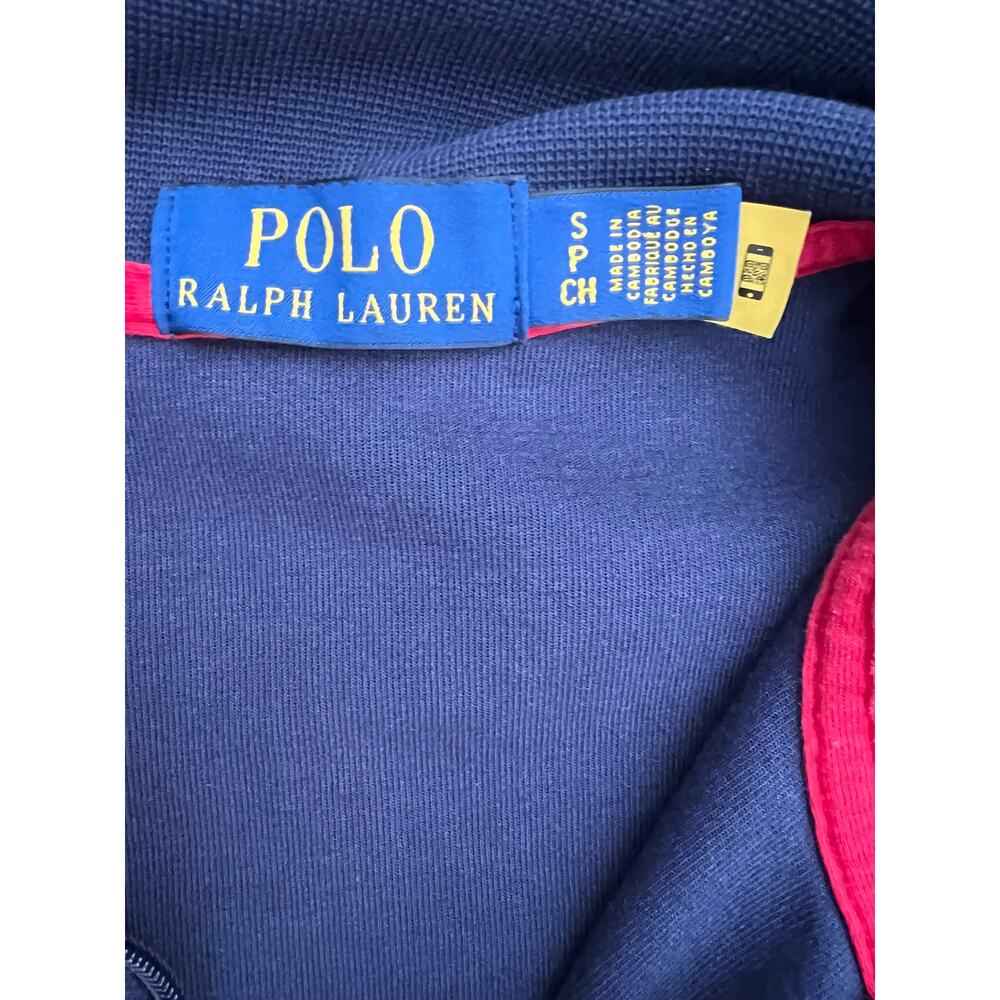 POLO
RALPH LAUREN
S
P
CH
MADE IN
CAMBODIA
FABRIQUÉ AU
CAMBODGE
HECHO EN
CAMBOYA